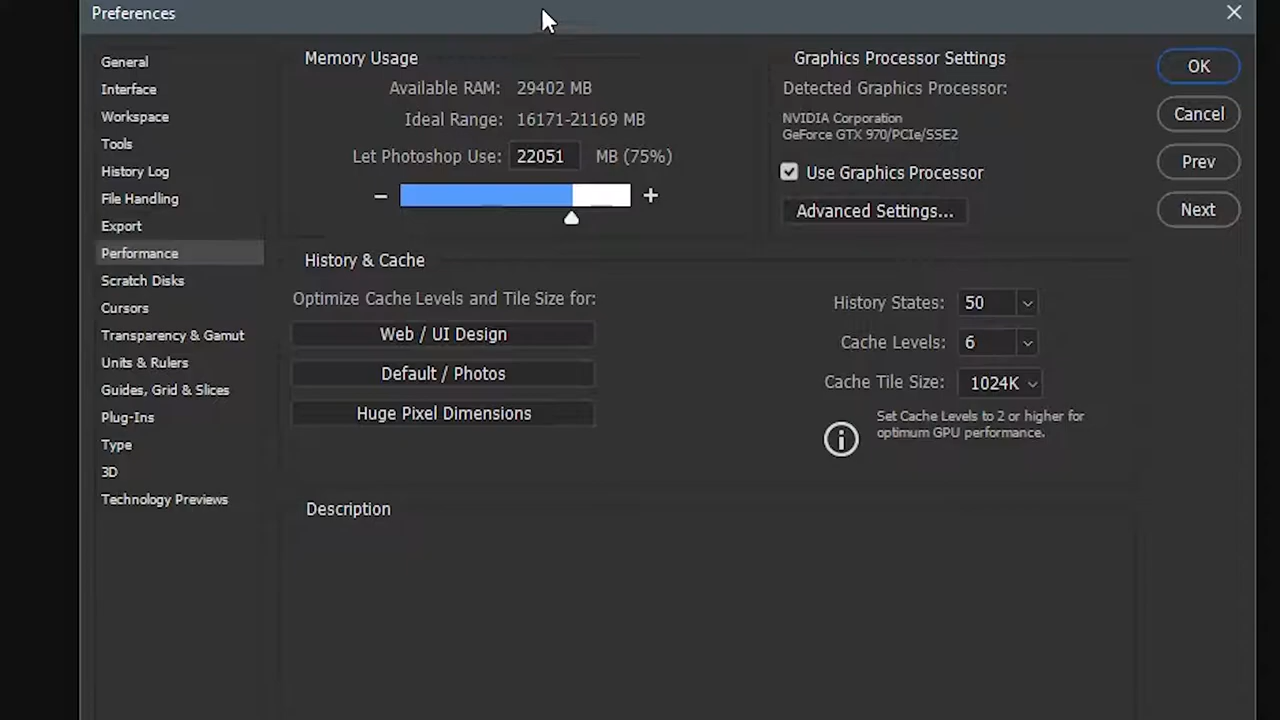 Preferences
General
Interface
Workspace
Tools
History Log
File Handling
Export
Performance
Scratch Disks
Cursors
Transparency & Gamut
Units & Rulers
Guides, Grid & Slices
Plug-Ins
Type
3D
Technology Previews
Memory Usage
Available RAM: 29402 MB
Ideal Range: 16171-21169 MB
Let Photoshop Use: 22051 MB (75%)
− +
Graphics Processor Settings
Detected Graphics Processor:
NVIDIA Corporation
GeForce GTX 970/PCIe/SSE2
Use Graphics Processor
Advanced Settings...
History & Cache
Optimize Cache Levels and Tile Size for:
Web / UI Design
Default / Photos
Huge Pixel Dimensions
History States: 50
Cache Levels: 6
Cache Tile Size: 1024K
Set Cache Levels to 2 or higher for
optimum GPU performance.
Description
OK
Cancel
Prev
Next